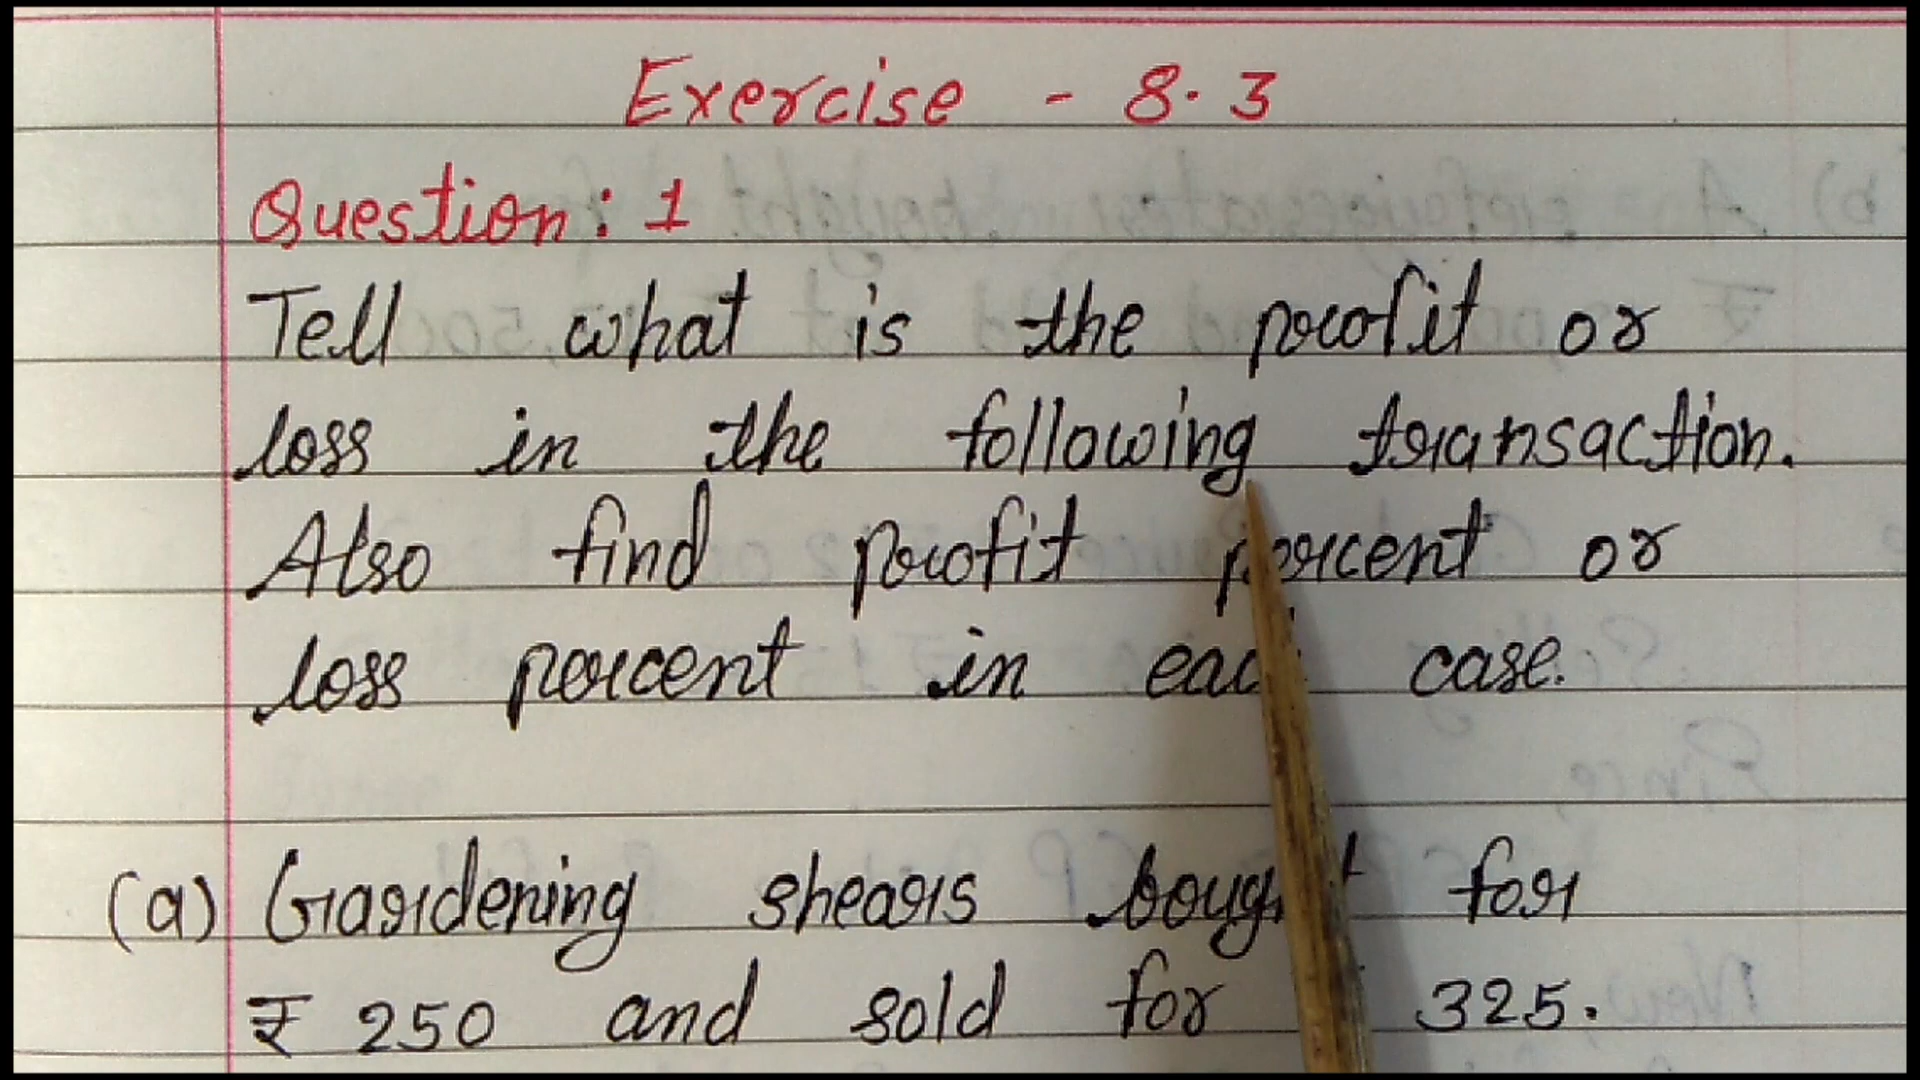 Exercise - 8.3
Question: 1
Tell what is the profit or
loss in the following transaction.
Also find profit percent or
loss percent in each case.
(a) Gardening shears bought for
₹ 250 and sold for 325.